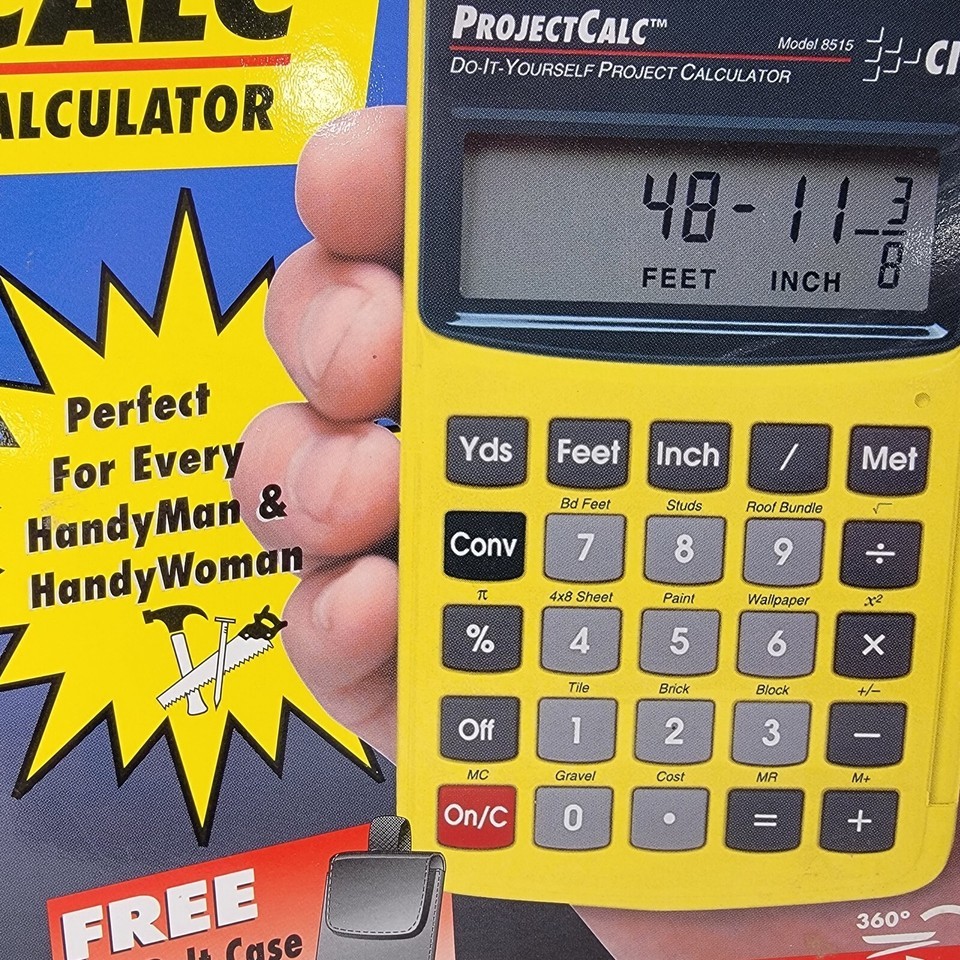 CALC
CALCULATOR
Perfect
For Every
HandyMan &
HandyWoman
FREE
Case
PROJECTCALC™
Model 8515
DO-IT-YOURSELF PROJECT CALCULATOR
48-11 3/8
FEET INCH
Yds Feet Inch / Met
Bd Feet Studs Roof Bundle √
Conv 7 8 9 ÷
π 4x8 Sheet Paint Wallpaper x²
% 4 5 6 ×
Tile Brick Block +/−
Off 1 2 3 −
MC Gravel Cost MR M+
On/C 0 • = +
360°